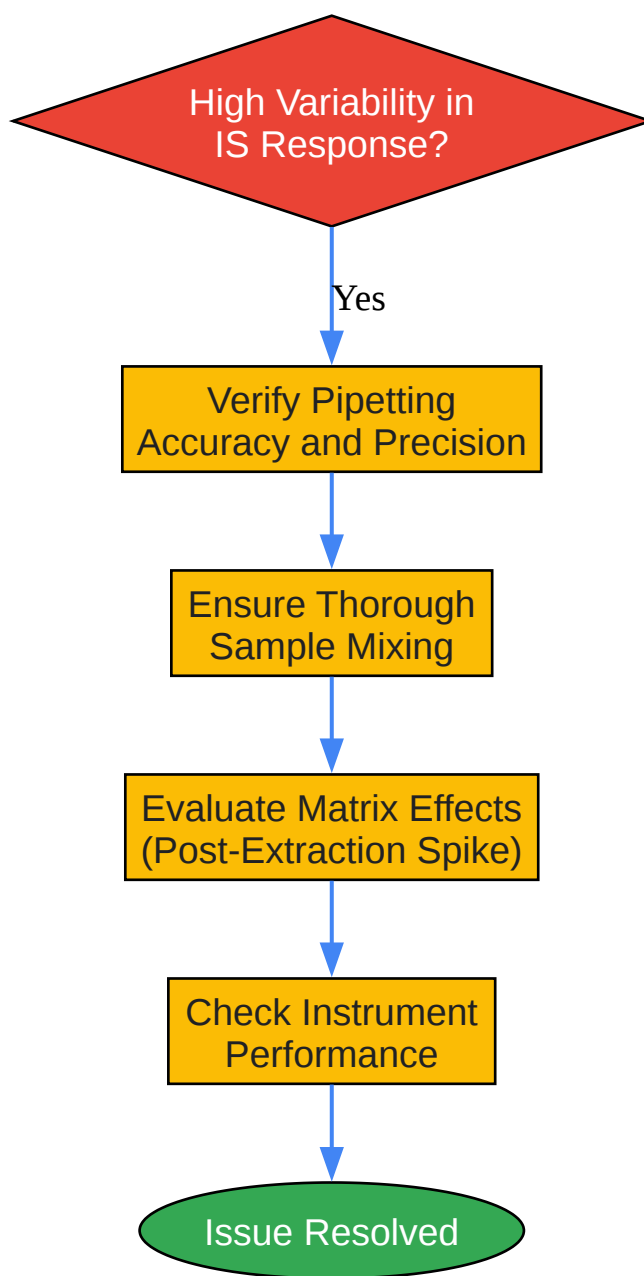 High Variability in
IS Response?
Yes
Verify Pipetting
Accuracy and Precision
Ensure Thorough
Sample Mixing
Evaluate Matrix Effects
(Post-Extraction Spike)
Check Instrument
Performance
Issue Resolved